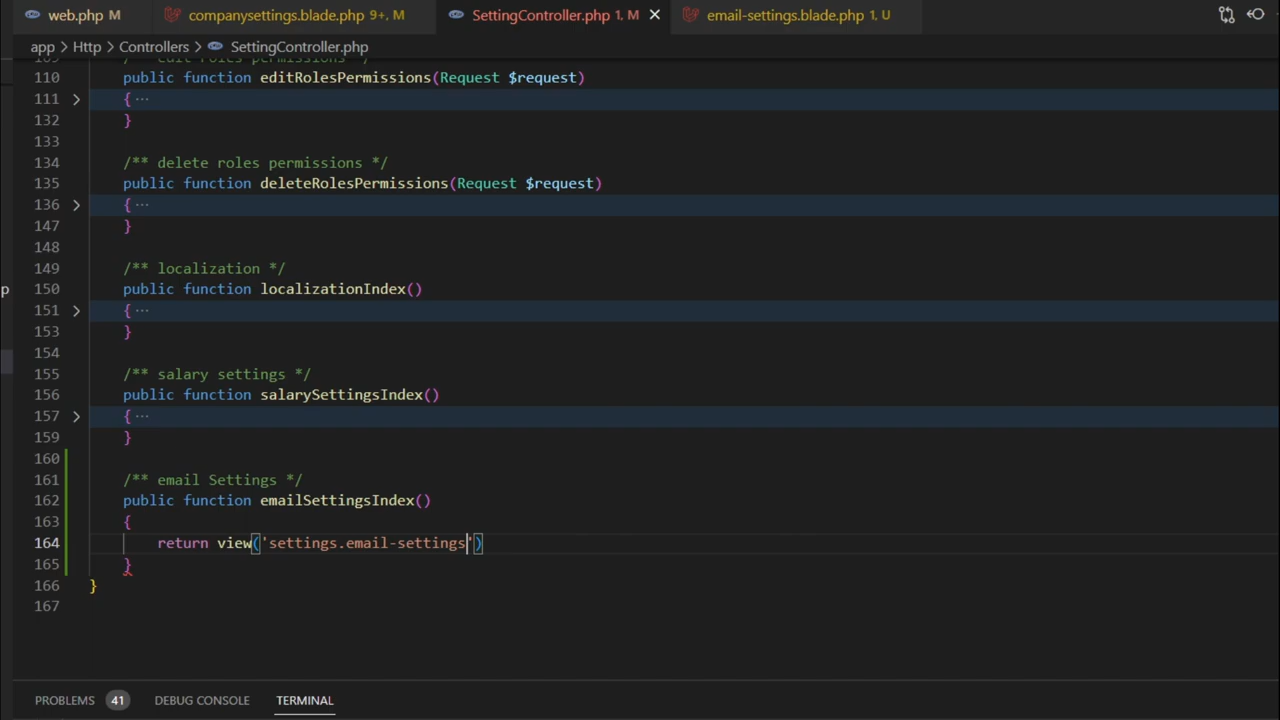 web.php M companysettings.blade.php 9+, M SettingController.php 1, M email-settings.blade.php 1, U
app > Http > Controllers > SettingController.php
109 /** edit roles permissions */
110 public function editRolesPermissions(Request $request)
111 { ...
132 }
133
134 /** delete roles permissions */
135 public function deleteRolesPermissions(Request $request)
136 { ...
147 }
148
149 /** localization */
150 public function localizationIndex()
151 { ...
153 }
154
155 /** salary settings */
156 public function salarySettingsIndex()
157 { ...
159 }
160
161 /** email Settings */
162 public function emailSettingsIndex()
163 {
164 return view('settings.email-settings')
165 }
166 }
167
p
PROBLEMS 41 DEBUG CONSOLE TERMINAL